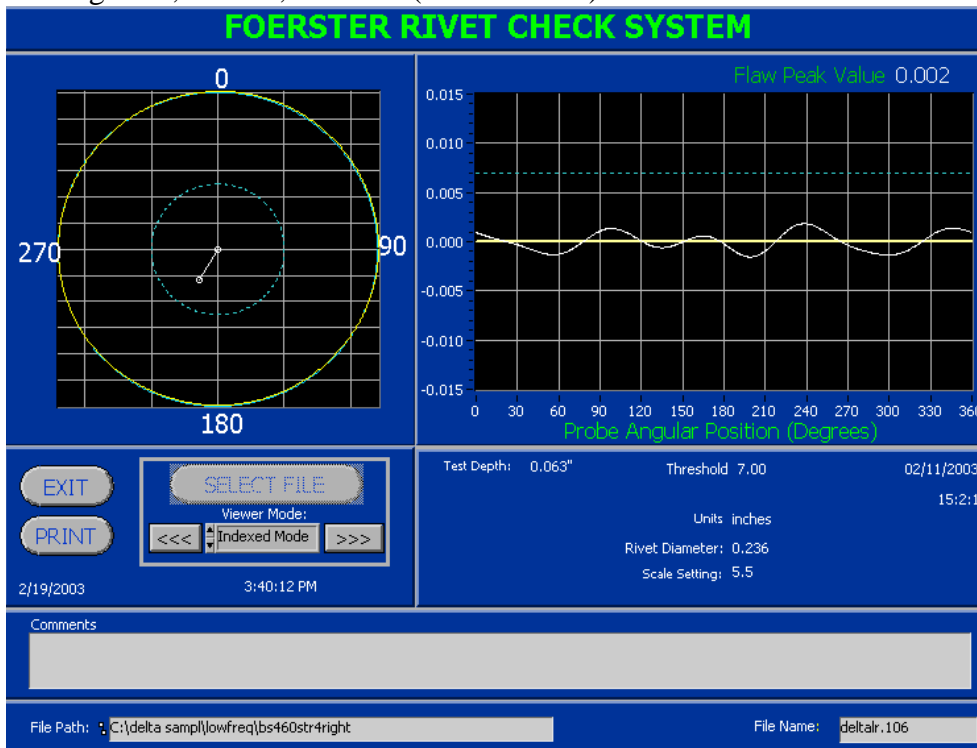 FOERSTER RIVET CHECK SYSTEM
0
270
90
180
Flaw Peak Value 0.002
0.015
0.010
0.005
0.000
-0.005
-0.010
-0.015
0 30 60 90 120 150 180 210 240 270 300 330
Probe Angular Position (Degrees)
EXIT
PRINT
SELECT FILE
Viewer Mode:
<<< Indexed Mode >>>
2/19/2003 3:40:12 PM
Test Depth: 0.063" Threshold 7.00 02/11/2003
15:2:1
Units inches
Rivet Diameter: 0.236
Scale Setting: 5.5
Comments
File Path: C:\delta sampl\lowfreq\bs460str4right
File Name: deltalr.106